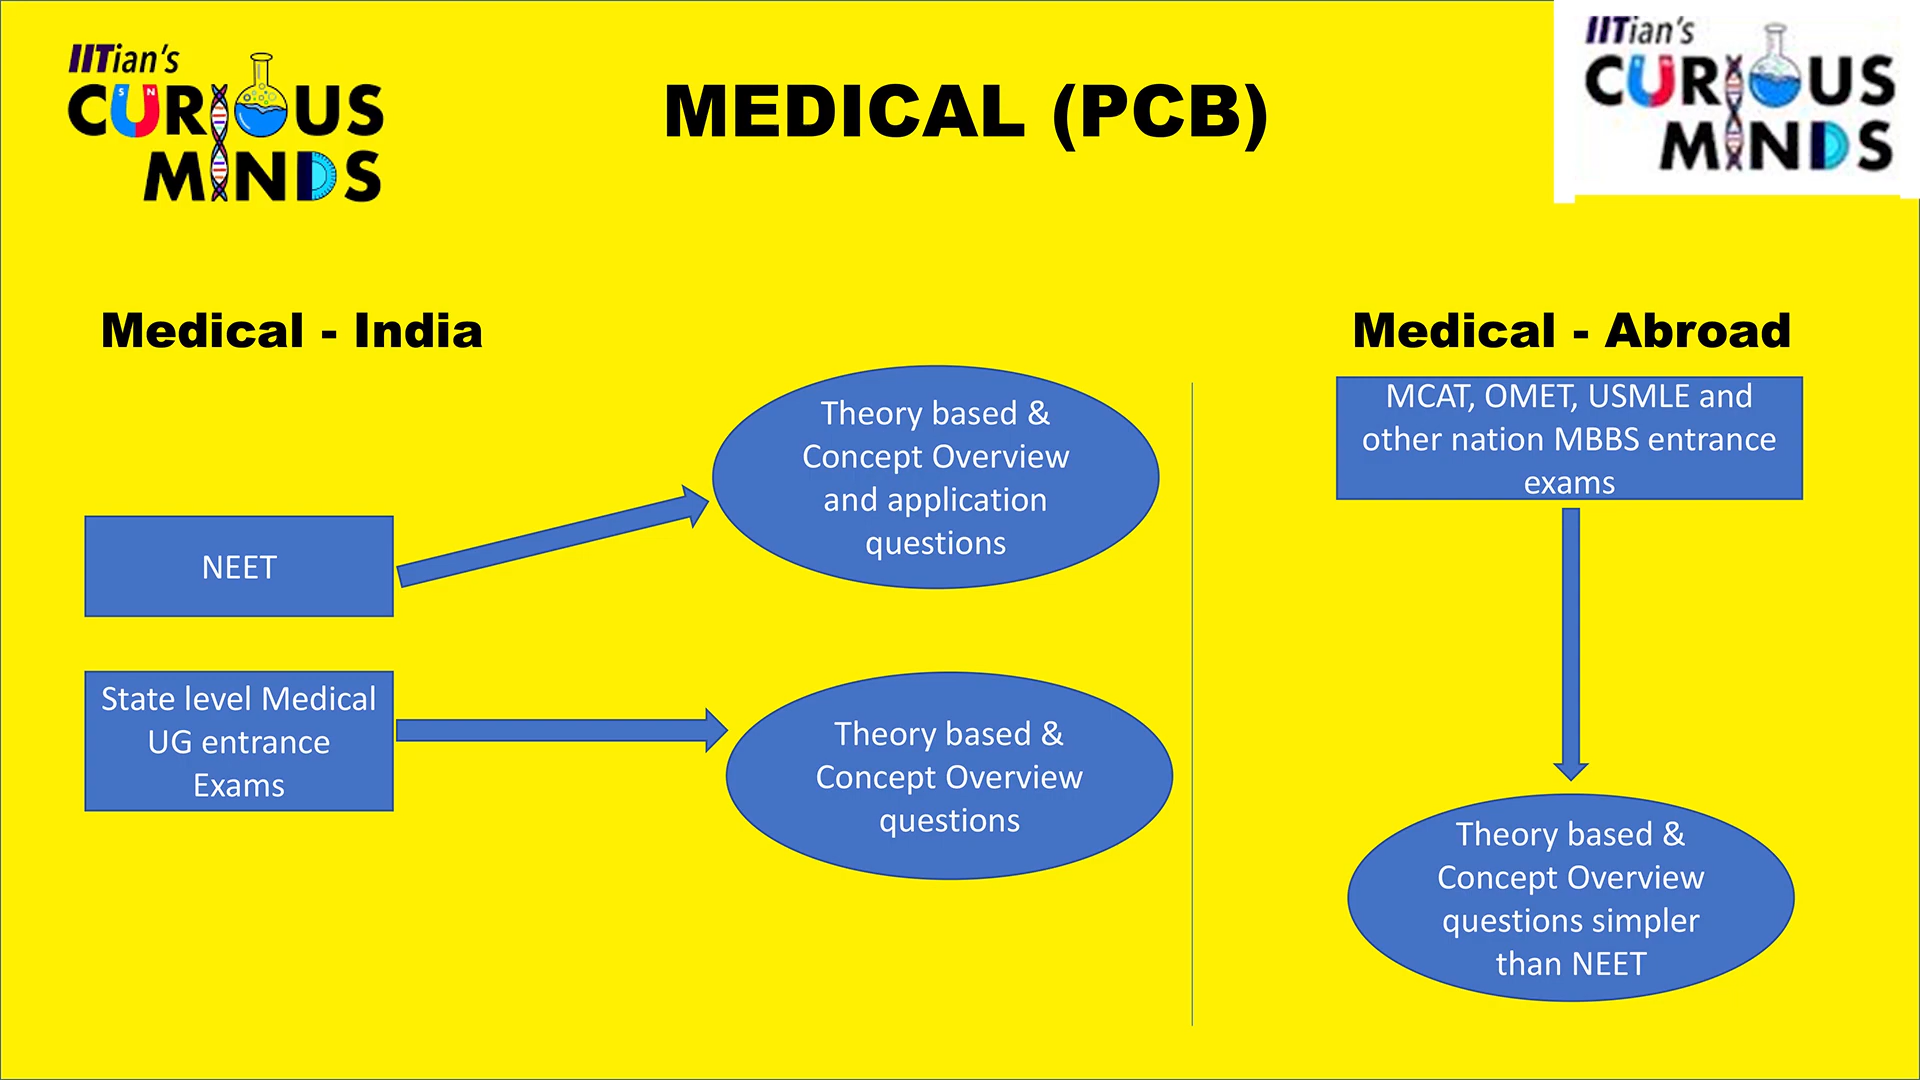 IITian's
CURIOUS
MINDS
MEDICAL (PCB)
IITian's
CURIOUS
MINDS
Medical - India
NEET
Theory based &
Concept Overview
and application
questions
State level Medical
UG entrance
Exams
Theory based &
Concept Overview
questions
Medical - Abroad
MCAT, OMET, USMLE and
other nation MBBS entrance
exams
Theory based &
Concept Overview
questions simpler
than NEET